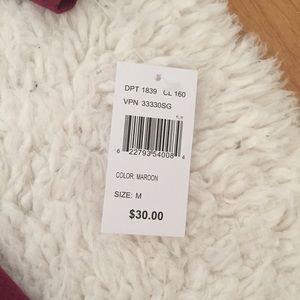 DPT 1839 CL 160
VPN 33330SG
6 22793 54008 4
COLOR: MAROON
SIZE: M
$30.00